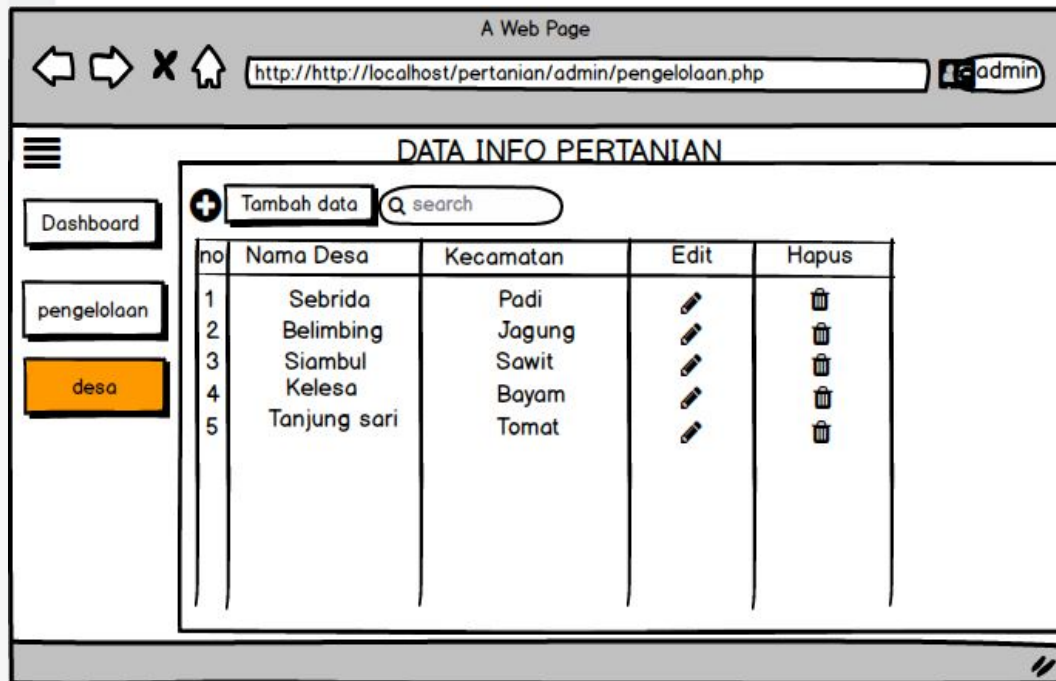 A Web Page
http://http://localhost/pertanian/admin/pengelolaan.php
admin
DATA INFO PERTANIAN
Dashboard
pengelolaan
desa
Tambah data
search
no Nama Desa Kecamatan Edit Hapus
1 Sebrida Padi
2 Belimbing Jagung
3 Siambul Sawit
4 Kelesa Bayam
5 Tanjung sari Tomat